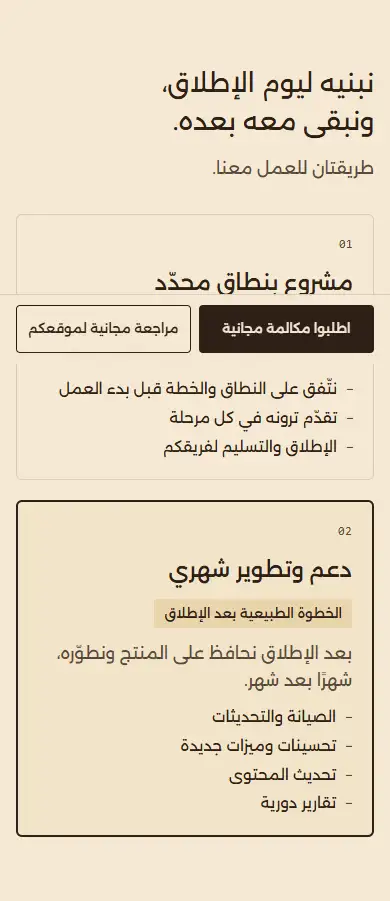 نبنيه ليوم الإطلاق،
ونبقى معه بعده.
طريقتان للعمل معنا.
01
مشروع بنطاق محدّد
اطلبوا مكالمة مجانية
مراجعة مجانية لموقعكم
– نتّفق على النطاق والخطة قبل بدء العمل
– تقدّم ترونه في كل مرحلة
– الإطلاق والتسليم لفريقكم
02
دعم وتطوير شهري
الخطوة الطبيعية بعد الإطلاق
بعد الإطلاق نحافظ على المنتج ونطوّره،
شهرًا بعد شهر.
– الصيانة والتحديثات
– تحسينات وميزات جديدة
– تحديث المحتوى
– تقارير دورية